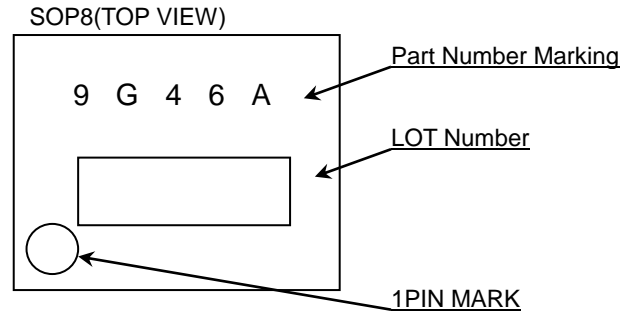 SOP8(TOP VIEW)
Part Number Marking
9 G 4 6 A
LOT Number
1PIN MARK